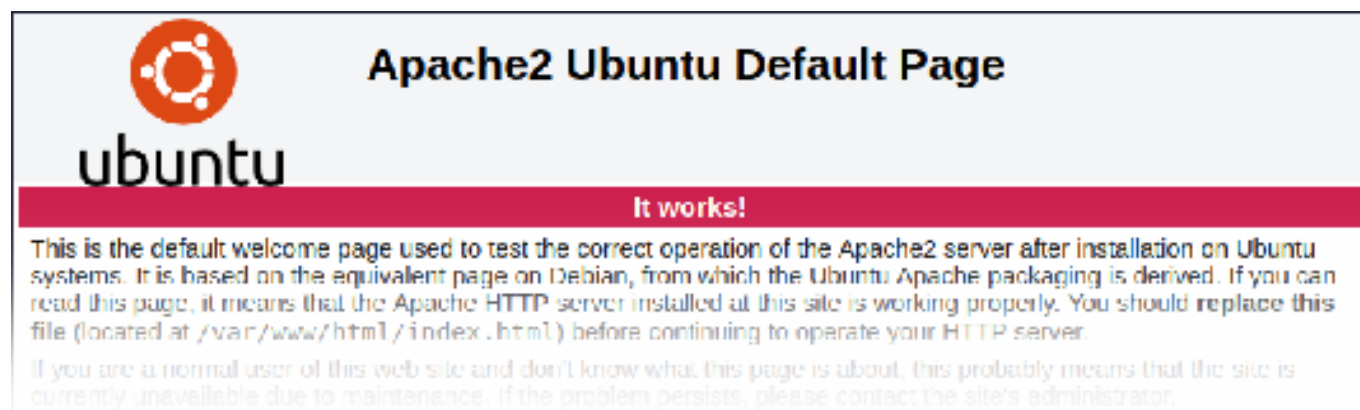 Apache2 Ubuntu Default Page
ubuntu
It works!
This is the default welcome page used to test the correct operation of the Apache2 server after installation on Ubuntu
systems. It is based on the equivalent page on Debian, from which the Ubuntu Apache packaging is derived. If you can
read this page, it means that the Apache HTTP server installed at this site is working properly. You should replace this
file (located at /var/www/html/index.html) before continuing to operate your HTTP server.
If you are a normal user of this web site and don't know what this page is about, this probably means that the site is
currently unavailable due to maintenance. If the problem persists, please contact the site's administrator.